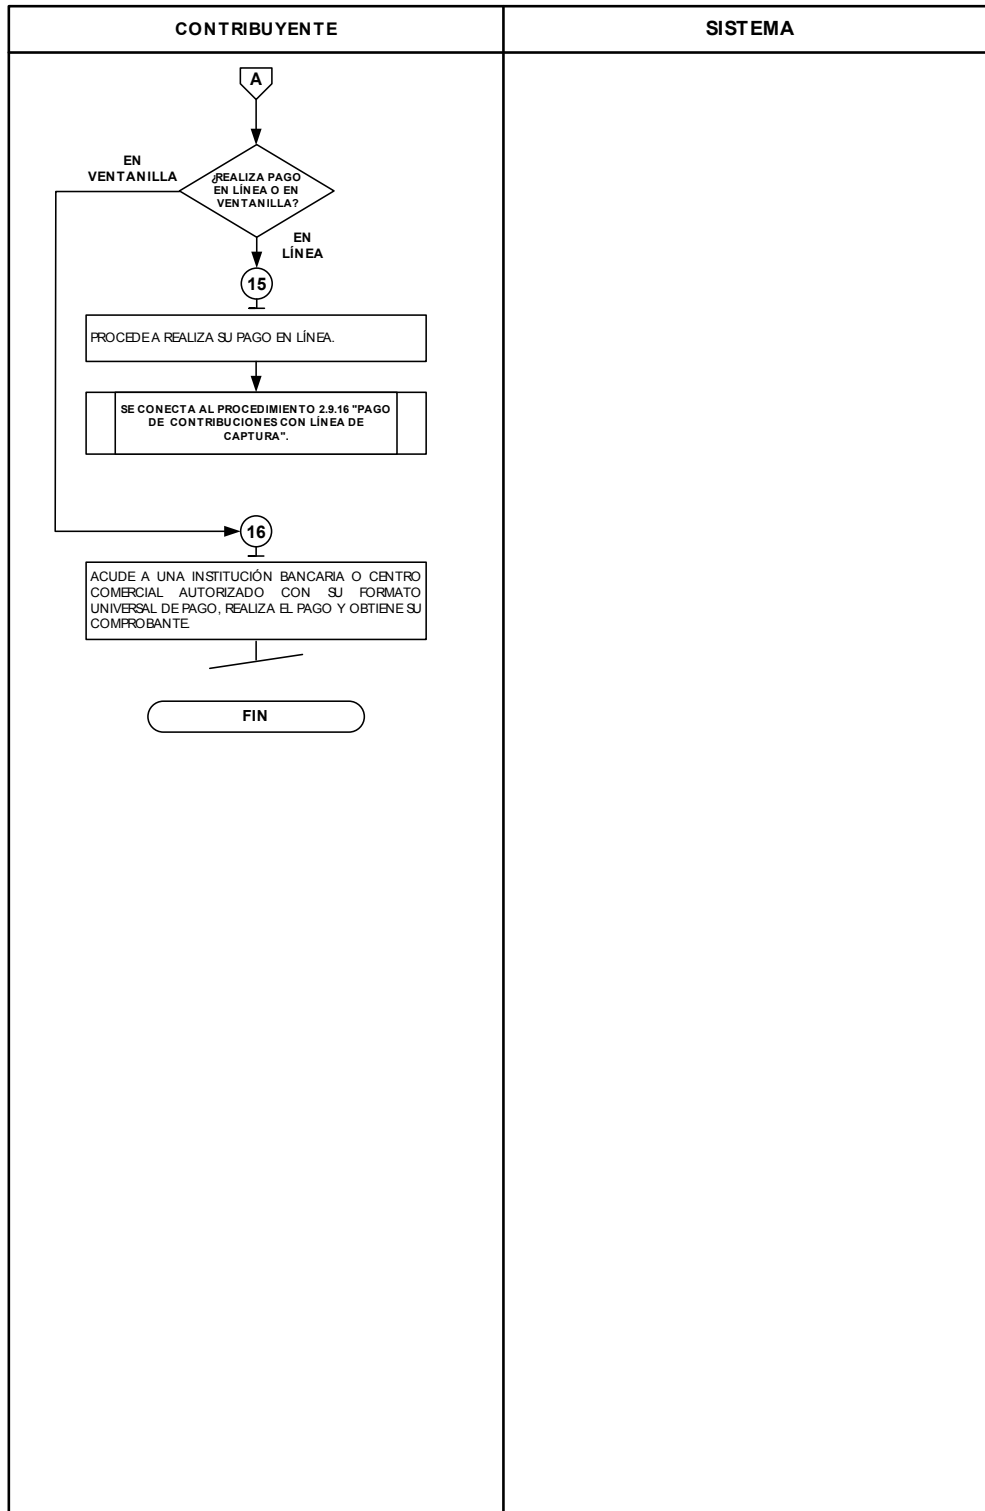 CONTRIBUYENTE
SISTEMA
A
EN
VENTANILLA
¿REALIZA PAGO
EN LÍNEA O EN
VENTANILLA?
EN
LÍNEA
15
PROCEDE A REALIZA SU PAGO EN LÍNEA.
SE CONECTA AL PROCEDIMIENTO 2.9.16 "PAGO
DE CONTRIBUCIONES CON LÍNEA DE
CAPTURA".
16
ACUDE A UNA INSTITUCIÓN BANCARIA O CENTRO
COMERCIAL AUTORIZADO CON SU FORMATO
UNIVERSAL DE PAGO, REALIZA EL PAGO Y OBTIENE SU
COMPROBANTE.
FIN